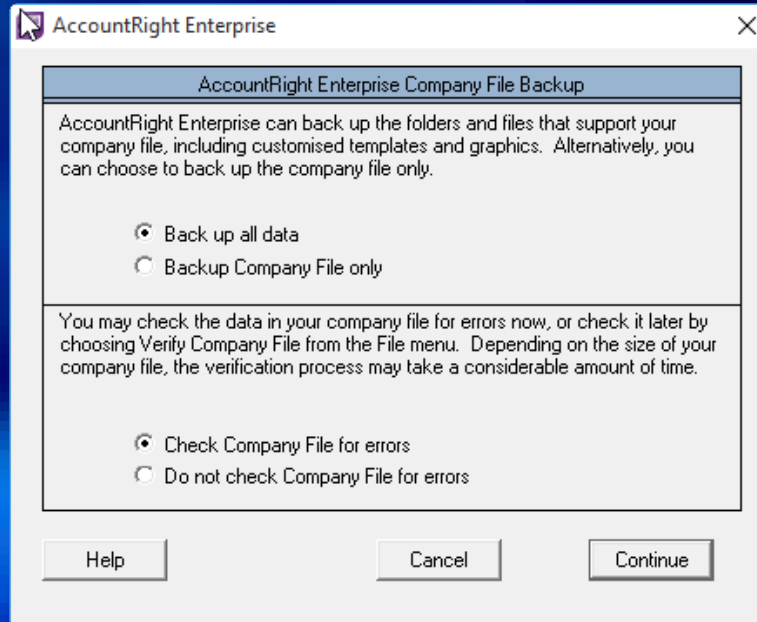 AccountRight Enterprise
AccountRight Enterprise Company File Backup
AccountRight Enterprise can back up the folders and files that support your
company file, including customised templates and graphics.  Alternatively, you
can choose to back up the company file only.
Back up all data
Backup Company File only
You may check the data in your company file for errors now, or check it later by
choosing Verify Company File from the File menu.  Depending on the size of your
company file, the verification process may take a considerable amount of time.
Check Company File for errors
Do not check Company File for errors
Help
Cancel
Continue